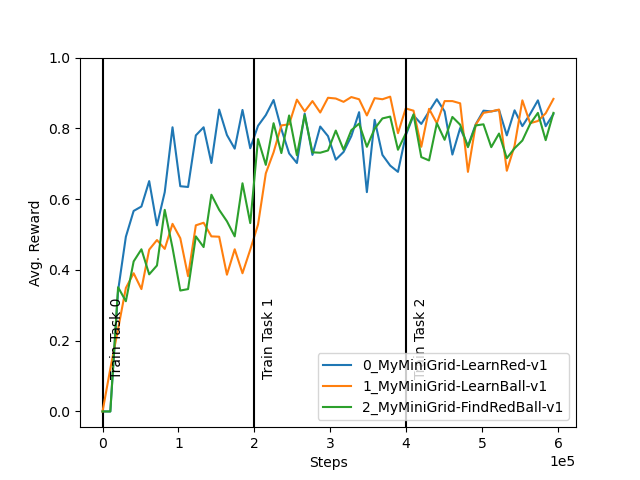 1.0
0.8
0.6
0.4
0.2
0.0
Avg. Reward
Train Task 0
Train Task 1
Train Task 2
0_MyMiniGrid-LearnRed-v1
1_MyMiniGrid-LearnBall-v1
2_MyMiniGrid-FindRedBall-v1
0 1 2 3 4 5 6
1e5
Steps